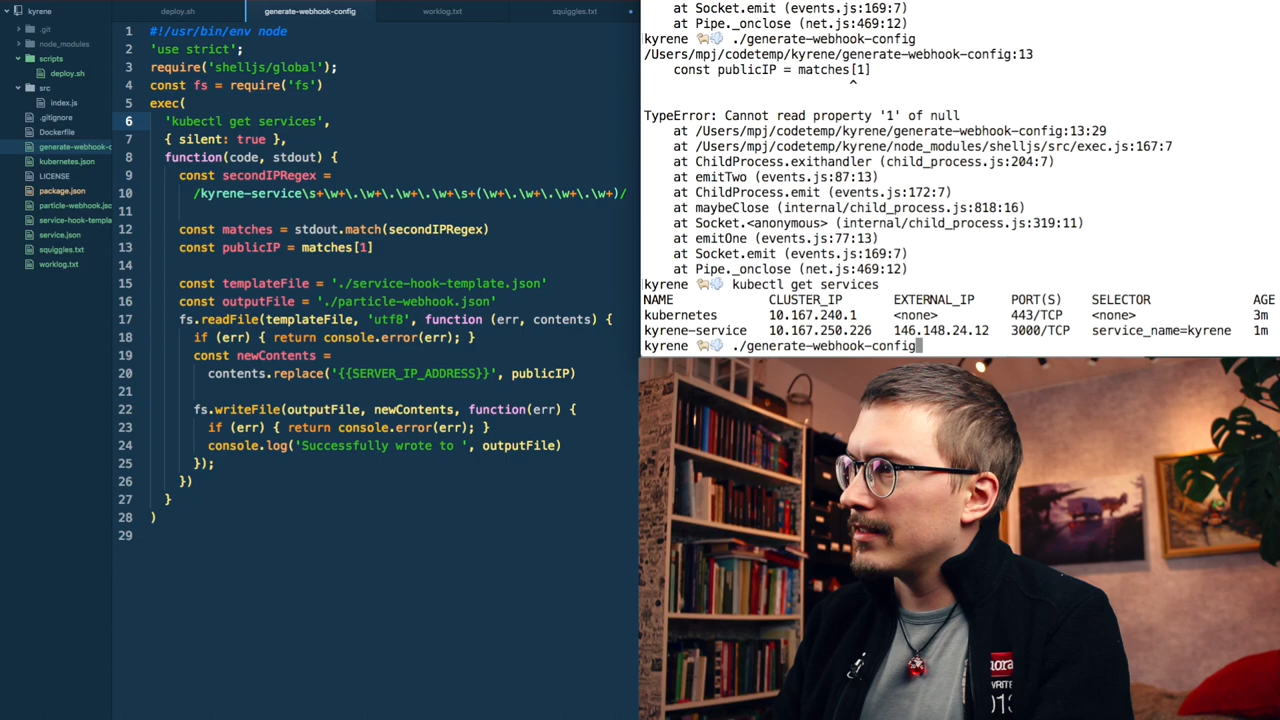 kyrene
.git
node_modules
scripts
deploy.sh
src
index.js
.gitignore
Dockerfile
generate-webhook-c
kubernetes.json
LICENSE
package.json
particle-webhook.jso
service-hook-templa
service.json
squiggles.txt
worklog.txt
deploy.sh
generate-webhook-config
worklog.txt
squiggles.txt
1 #!/usr/bin/env node
2 'use strict';
3 require('shelljs/global');
4 const fs = require('fs')
5 exec(
6 'kubectl get services',
7 { silent: true },
8 function(code, stdout) {
9 const secondIPRegex =
10 /kyrene-service\s+\w+\.\w+\.\w+\.\w+\s+(\w+\.\w+\.\w+\.\w+)/
11
12 const matches = stdout.match(secondIPRegex)
13 const publicIP = matches[1]
14
15 const templateFile = './service-hook-template.json'
16 const outputFile = './particle-webhook.json'
17 fs.readFile(templateFile, 'utf8', function (err, contents) {
18 if (err) { return console.error(err); }
19 const newContents =
20 contents.replace('{{SERVER_IP_ADDRESS}}', publicIP)
21
22 fs.writeFile(outputFile, newContents, function(err) {
23 if (err) { return console.error(err); }
24 console.log('Successfully wrote to ', outputFile)
25 });
26 })
27 }
28 )
29
at Socket.emit (events.js:169:7)
at Pipe._onclose (net.js:469:12)
kyrene ./generate-webhook-config
/Users/mpj/codetemp/kyrene/generate-webhook-config:13
const publicIP = matches[1]
^
TypeError: Cannot read property '1' of null
at /Users/mpj/codetemp/kyrene/generate-webhook-config:13:29
at /Users/mpj/codetemp/kyrene/node_modules/shelljs/src/exec.js:167:7
at ChildProcess.exithandler (child_process.js:204:7)
at emitTwo (events.js:87:13)
at ChildProcess.emit (events.js:172:7)
at maybeClose (internal/child_process.js:818:16)
at Socket.<anonymous> (internal/child_process.js:319:11)
at emitOne (events.js:77:13)
at Socket.emit (events.js:169:7)
at Pipe._onclose (net.js:469:12)
kyrene kubectl get services
NAME CLUSTER_IP EXTERNAL_IP PORT(S) SELECTOR AGE
kubernetes 10.167.240.1 <none> 443/TCP <none> 3m
kyrene-service 10.167.250.226 146.148.24.12 3000/TCP service_name=kyrene 1m
kyrene ./generate-webhook-config